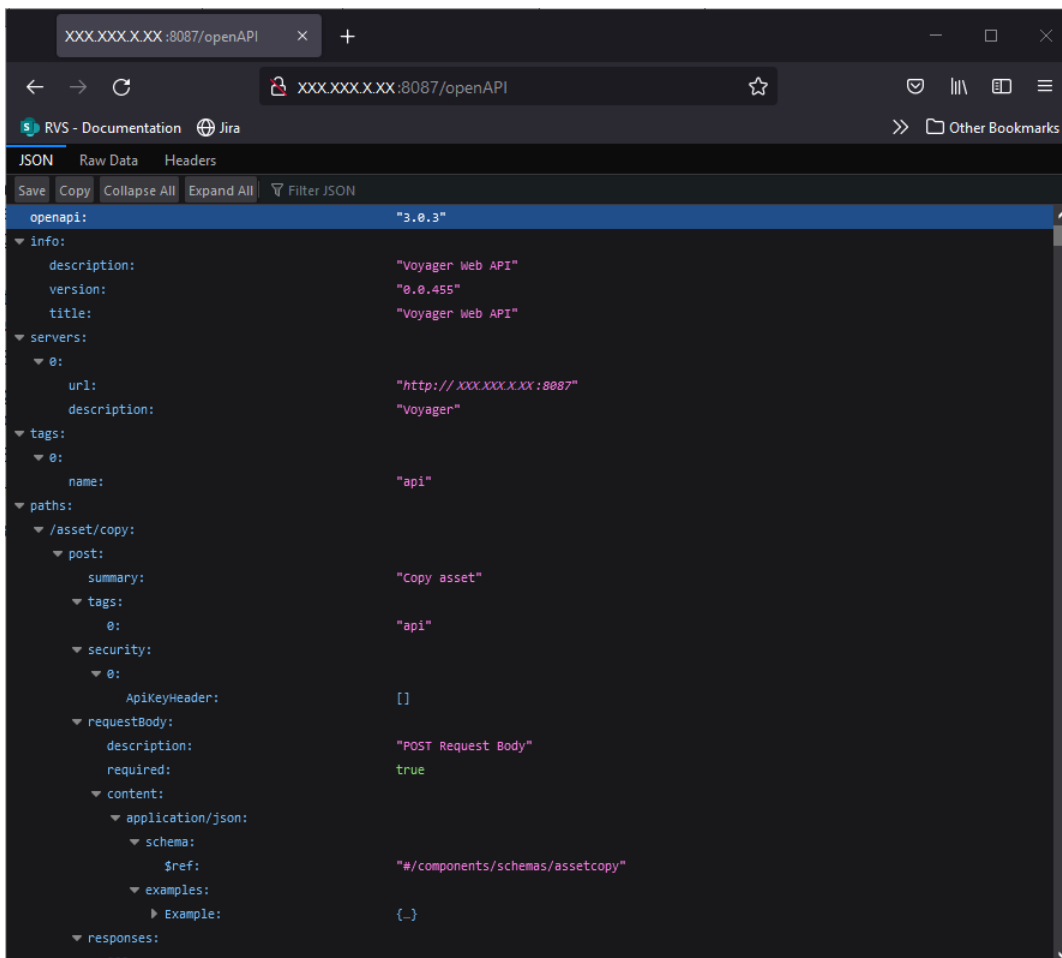 XXX.XXX.X.XX :8087/openAPI
XXX.XXX.X.XX:8087/openAPI
RVS - Documentation Jira Other Bookmarks
JSON Raw Data Headers
Save Copy Collapse All Expand All Filter JSON
openapi: "3.0.3"
info:
description: "Voyager Web API"
version: "0.0.455"
title: "Voyager Web API"
servers:
0:
url: "http:// XXX.XXX.X.XX :8087"
description: "Voyager"
tags:
0:
name: "api"
paths:
/asset/copy:
post:
summary: "Copy asset"
tags:
0: "api"
security:
0:
ApiKeyHeader: []
requestBody:
description: "POST Request Body"
required: true
content:
application/json:
schema:
$ref: "#/components/schemas/assetcopy"
examples:
Example: {…}
responses: